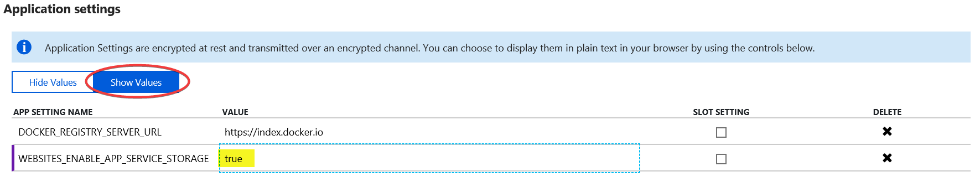 Application settings
Application Settings are encrypted at rest and transmitted over an encrypted channel. You can choose to display them in plain text in your browser by using the controls below.
Hide Values Show Values
APP SETTING NAME VALUE SLOT SETTING DELETE
DOCKER_REGISTRY_SERVER_URL https://index.docker.io
WEBSITES_ENABLE_APP_SERVICE_STORAGE true